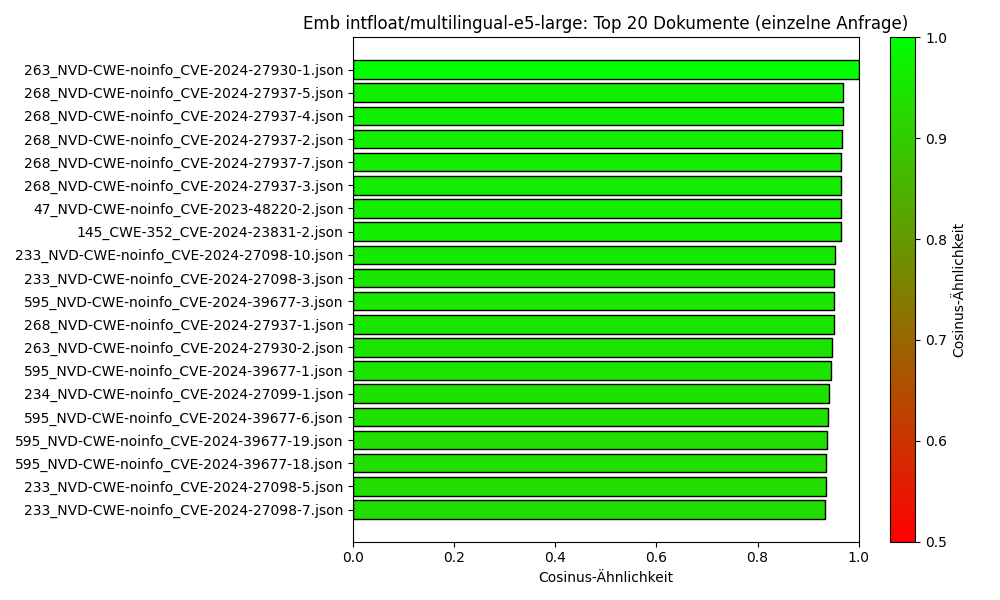 Emb intfloat/multilingual-e5-large: Top 20 Dokumente (einzelne Anfrage)
263_NVD-CWE-noinfo_CVE-2024-27930-1.json
268_NVD-CWE-noinfo_CVE-2024-27937-5.json
268_NVD-CWE-noinfo_CVE-2024-27937-4.json
268_NVD-CWE-noinfo_CVE-2024-27937-2.json
268_NVD-CWE-noinfo_CVE-2024-27937-7.json
268_NVD-CWE-noinfo_CVE-2024-27937-3.json
47_NVD-CWE-noinfo_CVE-2023-48220-2.json
145_CWE-352_CVE-2024-23831-2.json
233_NVD-CWE-noinfo_CVE-2024-27098-10.json
233_NVD-CWE-noinfo_CVE-2024-27098-3.json
595_NVD-CWE-noinfo_CVE-2024-39677-3.json
268_NVD-CWE-noinfo_CVE-2024-27937-1.json
263_NVD-CWE-noinfo_CVE-2024-27930-2.json
595_NVD-CWE-noinfo_CVE-2024-39677-1.json
234_NVD-CWE-noinfo_CVE-2024-27099-1.json
595_NVD-CWE-noinfo_CVE-2024-39677-6.json
595_NVD-CWE-noinfo_CVE-2024-39677-19.json
595_NVD-CWE-noinfo_CVE-2024-39677-18.json
233_NVD-CWE-noinfo_CVE-2024-27098-5.json
233_NVD-CWE-noinfo_CVE-2024-27098-7.json
0.0 0.2 0.4 0.6 0.8 1.0
Cosinus-Ähnlichkeit
1.0
0.9
0.8
0.7
0.6
0.5
Cosinus-Ähnlichkeit